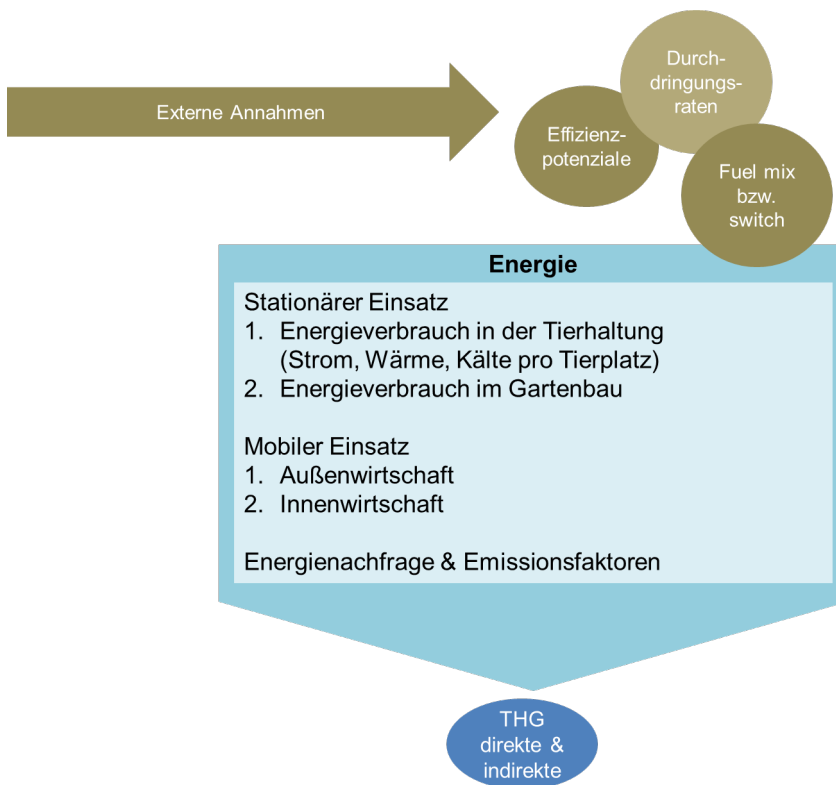 Externe Annahmen
Durch-
dringungs-
raten
Effizienz-
potenziale
Fuel mix
bzw.
switch
Energie
Stationärer Einsatz
1. Energieverbrauch in der Tierhaltung
(Strom, Wärme, Kälte pro Tierplatz)
2. Energieverbrauch im Gartenbau
Mobiler Einsatz
1. Außenwirtschaft
2. Innenwirtschaft
Energienachfrage & Emissionsfaktoren
THG
direkte &
indirekte